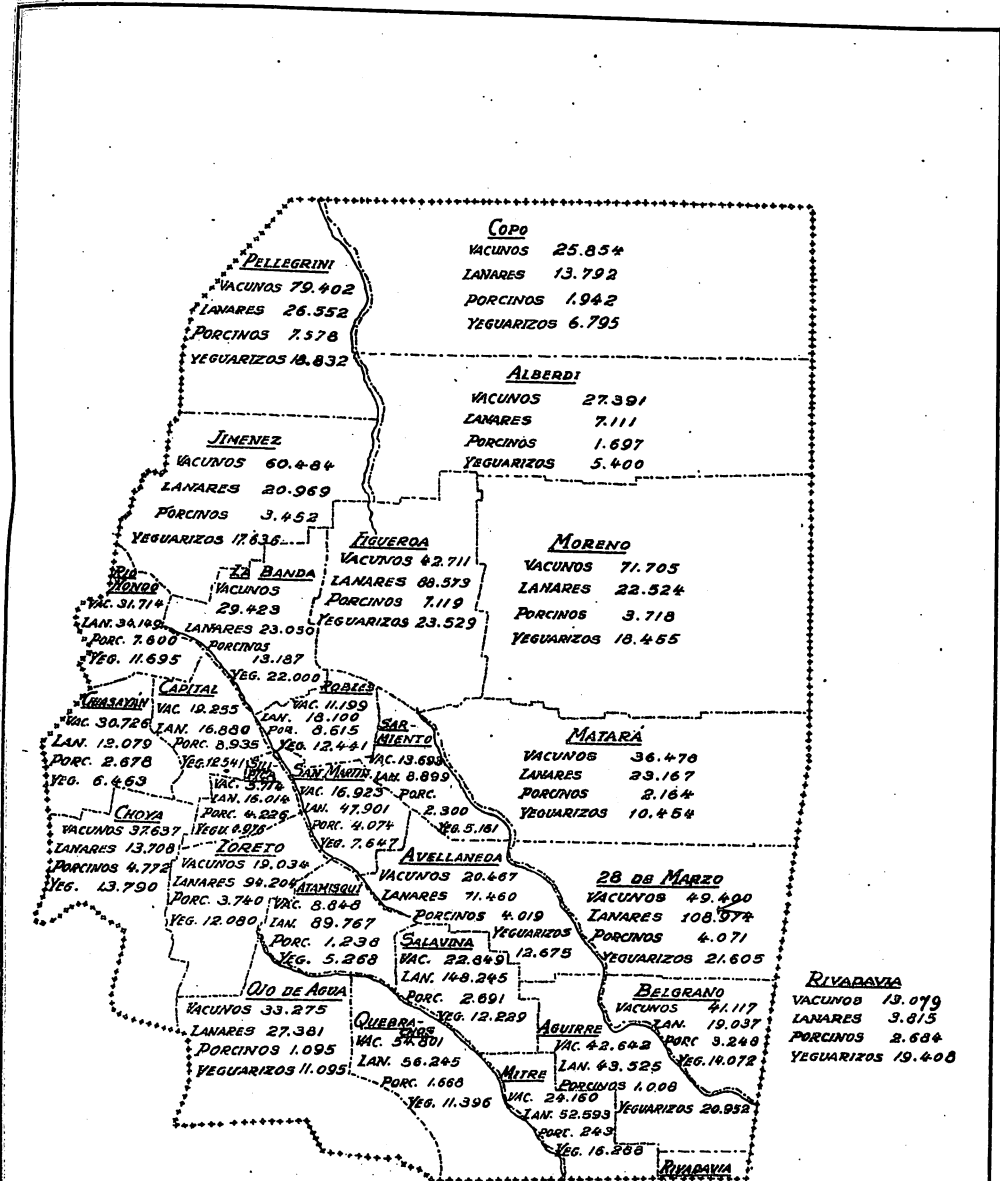 COPO
VACUNOS 25.854
LANARES 13.792
PORCINOS 1.942
YEGUARIZOS 6.795
PELLEGRINI
VACUNOS 79.402
LANARES 26.552
PORCINOS 7.578
YEGUARIZOS 18.832
ALBERDI
VACUNOS 27.391
LANARES 7.111
PORCINOS 1.697
YEGUARIZOS 5.400
JIMENEZ
VACUNOS 60.484
LANARES 20.969
PORCINOS 3.452
YEGUARIZOS 17.636
FIGUEROA
VACUNOS 42.711
LANARES 88.573
PORCINOS 7.119
YEGUARIZOS 23.529
MORENO
VACUNOS 71.705
LANARES 22.524
PORCINOS 3.718
YEGUARIZOS 18.455
RIO
HONDO
VAC. 31.714
LAN. 34.149
PORC. 7.800
YEG. 11.695
LA BANDA
VACUNOS
29.423
LANARES 23.050
PORCINOS
13.187
YEG. 22.000
GUASAYÁN
VAC. 30.726
LAN. 12.079
PORC. 2.678
YEG. 6.463
CAPITAL
VAC. 19.255
LAN. 16.880
PORC. 8.935
YEG. 12.541
ROBLES
VAC. 11.199
LAN. 18.100
POR. 8.615
YEG. 12.441
SAR-
MIENTO
VAC. 13.693
LAN. 8.899
PORC.
2.300
YEG. 5.181
MATARÁ
VACUNOS 36.478
LANARES 23.167
PORCINOS 2.164
YEGUARIZOS 10.454
SILI
PICA
VAC. 3.714
LAN. 16.014
PORC. 4.226
YEGU. 6.976
SAN MARTIN
VAC. 16.923
LAN. 47.901
PORC. 4.074
YEG. 7.647
CHOYA
VACUNOS 37.637
LANARES 13.708
PORCINOS 4.772
YEG. 13.790
LORETO
VACUNOS 19.034
LANARES 94.204
PORC. 3.740
YEG. 12.080
ATAMISQUI
VAC. 8.848
LAN. 89.767
PORC. 1.238
YEG. 5.268
AVELLANEDA
VACUNOS 20.467
LANARES 71.460
PORCINOS 4.019
YEGUARIZOS
12.675
28 DE MARZO
VACUNOS 49.400
LANARES 108.974
PORCINOS 4.071
YEGUARIZOS 21.605
SALAVINA
VAC. 22.849
LAN. 148.245
PORC. 2.691
YEG. 12.229
OJO DE AGUA
VACUNOS 33.275
LANARES 27.381
PORCINOS 1.095
YEGUARIZOS 11.095
QUEBRA-
CHOS
VAC. 54.801
LAN. 56.245
PORC. 1.668
YEG. 11.396
BELGRANO
VACUNOS 41.117
LAN. 19.037
PORC 3.248
YEG. 14.072
RIVADAVIA
VACUNOS 13.079
LANARES 3.815
PORCINOS 2.684
YEGUARIZOS 19.408
AGUIRRE
VAC. 42.642
LAN. 43.525
PORCINOS 1.008
YEGUARIZOS 20.952
MITRE
VAC. 24.160
LAN. 52.593
PORC. 243
YEG. 16.288
RIVADAVIA